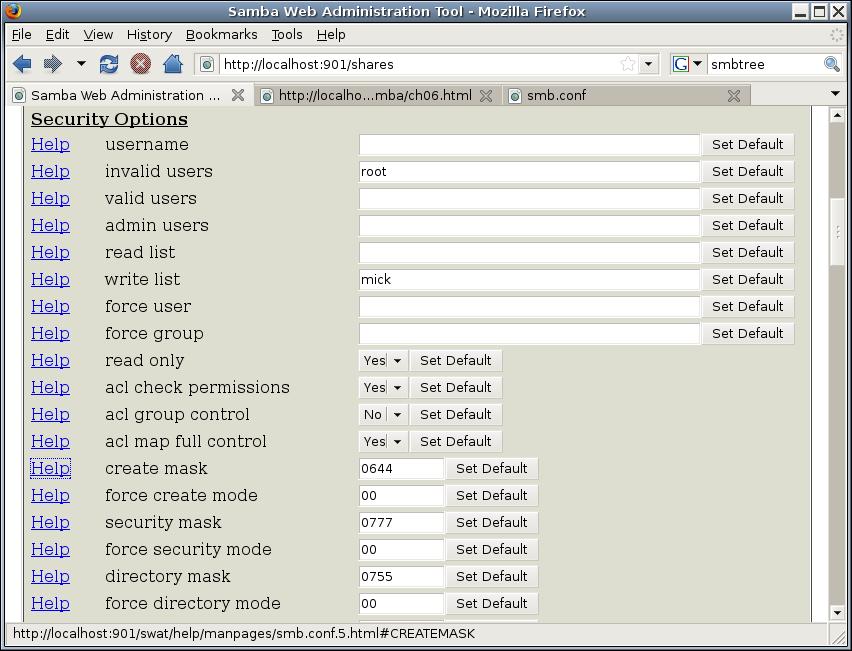 Samba Web Administration Tool - Mozilla Firefox
File Edit View History Bookmarks Tools Help
http://localhost:901/shares G smbtree
Samba Web Administration ... http://localho...mba/ch06.html smb.conf
Security Options
Help username Set Default
Help invalid users root Set Default
Help valid users Set Default
Help admin users Set Default
Help read list Set Default
Help write list mick Set Default
Help force user Set Default
Help force group Set Default
Help read only Yes Set Default
Help acl check permissions Yes Set Default
Help acl group control No Set Default
Help acl map full control Yes Set Default
Help create mask 0644 Set Default
Help force create mode 00 Set Default
Help security mask 0777 Set Default
Help force security mode 00 Set Default
Help directory mask 0755 Set Default
Help force directory mode 00 Set Default
http://localhost:901/swat/help/manpages/smb.conf.5.html#CREATEMASK